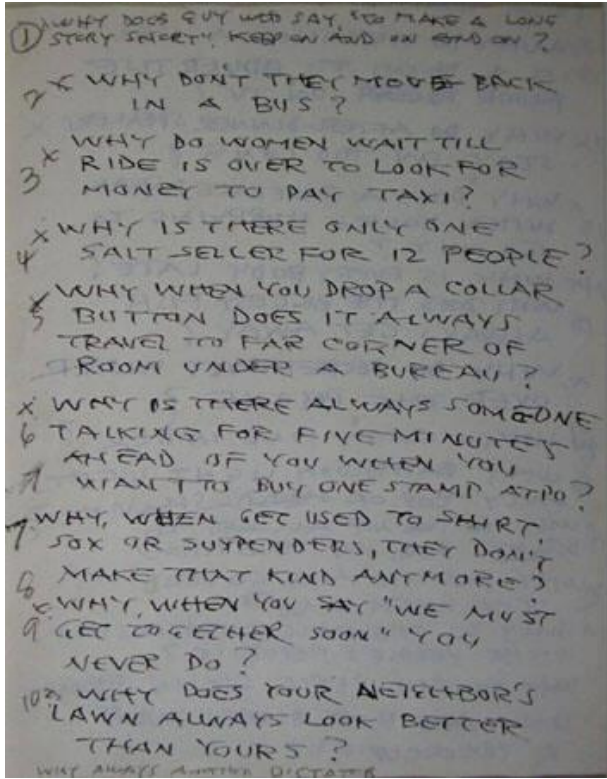 ① x WHY DOES GUY WHO SAY, "TO MAKE A LONG
STORY SHORT", KEEP ON AND ON AND ON?
2 x WHY DONT THEY MOVE BACK
IN A BUS?
x WHY DO WOMEN WAIT TILL
3 RIDE IS OVER TO LOOK FOR
MONEY TO PAY TAXI?
x WHY IS THERE ONLY ONE
4 SALT SELLER FOR 12 PEOPLE?
x WHY WHEN YOU DROP A COLLAR
5 BUTTON DOES IT ALWAYS
TRAVEL TO FAR CORNER OF
ROOM UNDER A BUREAU?
x WHY IS THERE ALWAYS SOMEONE
6 TALKING FOR FIVE MINUTES
AHEAD OF YOU WHEN YOU
7 WANT TO BUY ONE STAMP AT PO?
7 WHY, WHEN GET USED TO SHIRT,
SOX OR SUSPENDERS, THEY DON'T
8 MAKE THAT KIND ANYMORE?
x WHY, WHEN YOU SAY "WE MUST
9 GET TOGETHER SOON" YOU
NEVER DO?
10 x WHY DOES YOUR NEIGHBOR'S
LAWN ALWAYS LOOK BETTER
THAN YOURS?
WHY ALWAYS ANOTHER DICTATER